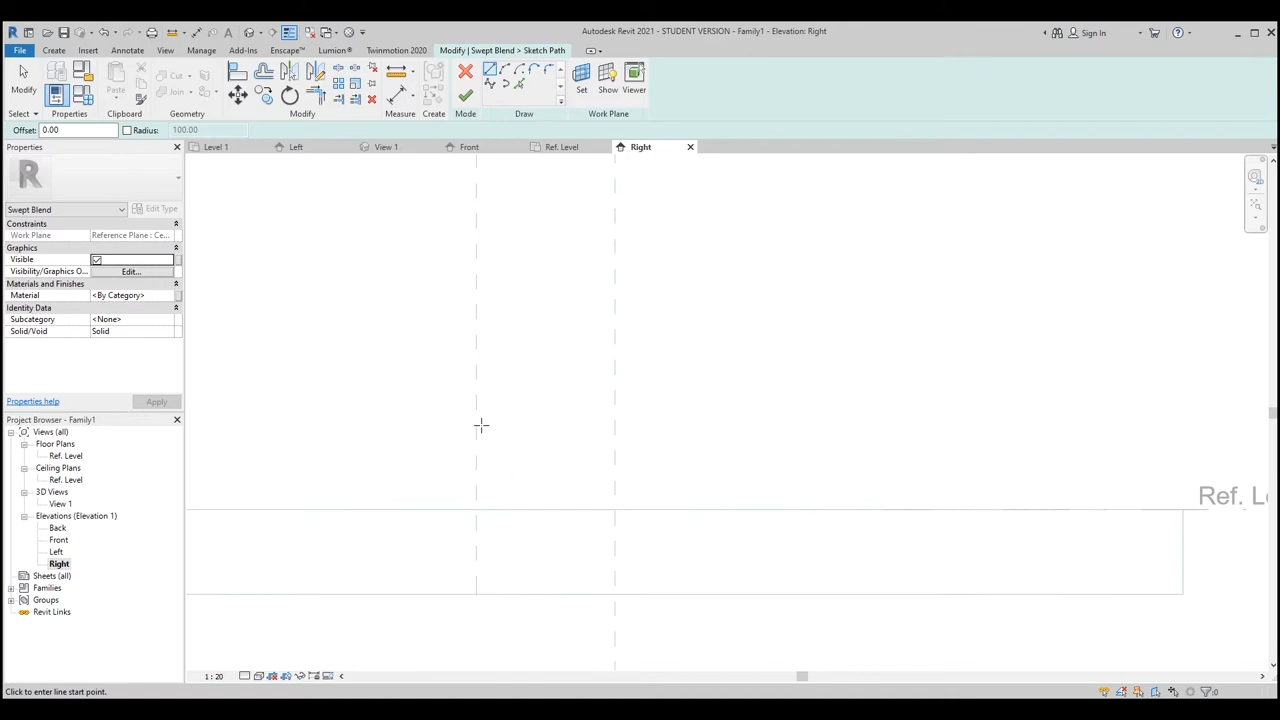 Autodesk Revit 2021 - STUDENT VERSION - Family1 - Elevation: Right
Sign In
File Create Insert Annotate View Manage Add-Ins Enscape™ Lumion® Twinmotion 2020 Modify | Swept Blend > Sketch Path
Modify Paste Cut Join Create Set Show Viewer
Select Properties Clipboard Geometry Modify Measure Create Mode Draw Work Plane
Offset: 0.00 Radius: 100.00
Properties Level 1 Left View 1 Front Ref. Level Right
Swept Blend Edit Type
Constraints
Work Plane Reference Plane : Ce...
Graphics
Visible
Visibility/Graphics O... Edit...
Materials and Finishes
Material <By Category>
Identity Data
Subcategory <None>
Solid/Void Solid
Properties help Apply
Project Browser - Family1
Views (all)
Floor Plans
Ref. Level
Ceiling Plans
Ref. Level
3D Views
View 1
Elevations (Elevation 1)
Back
Front
Left
Right
Sheets (all)
Families
Groups
Revit Links
Ref. Le
1 : 20
Click to enter line start point.
:0